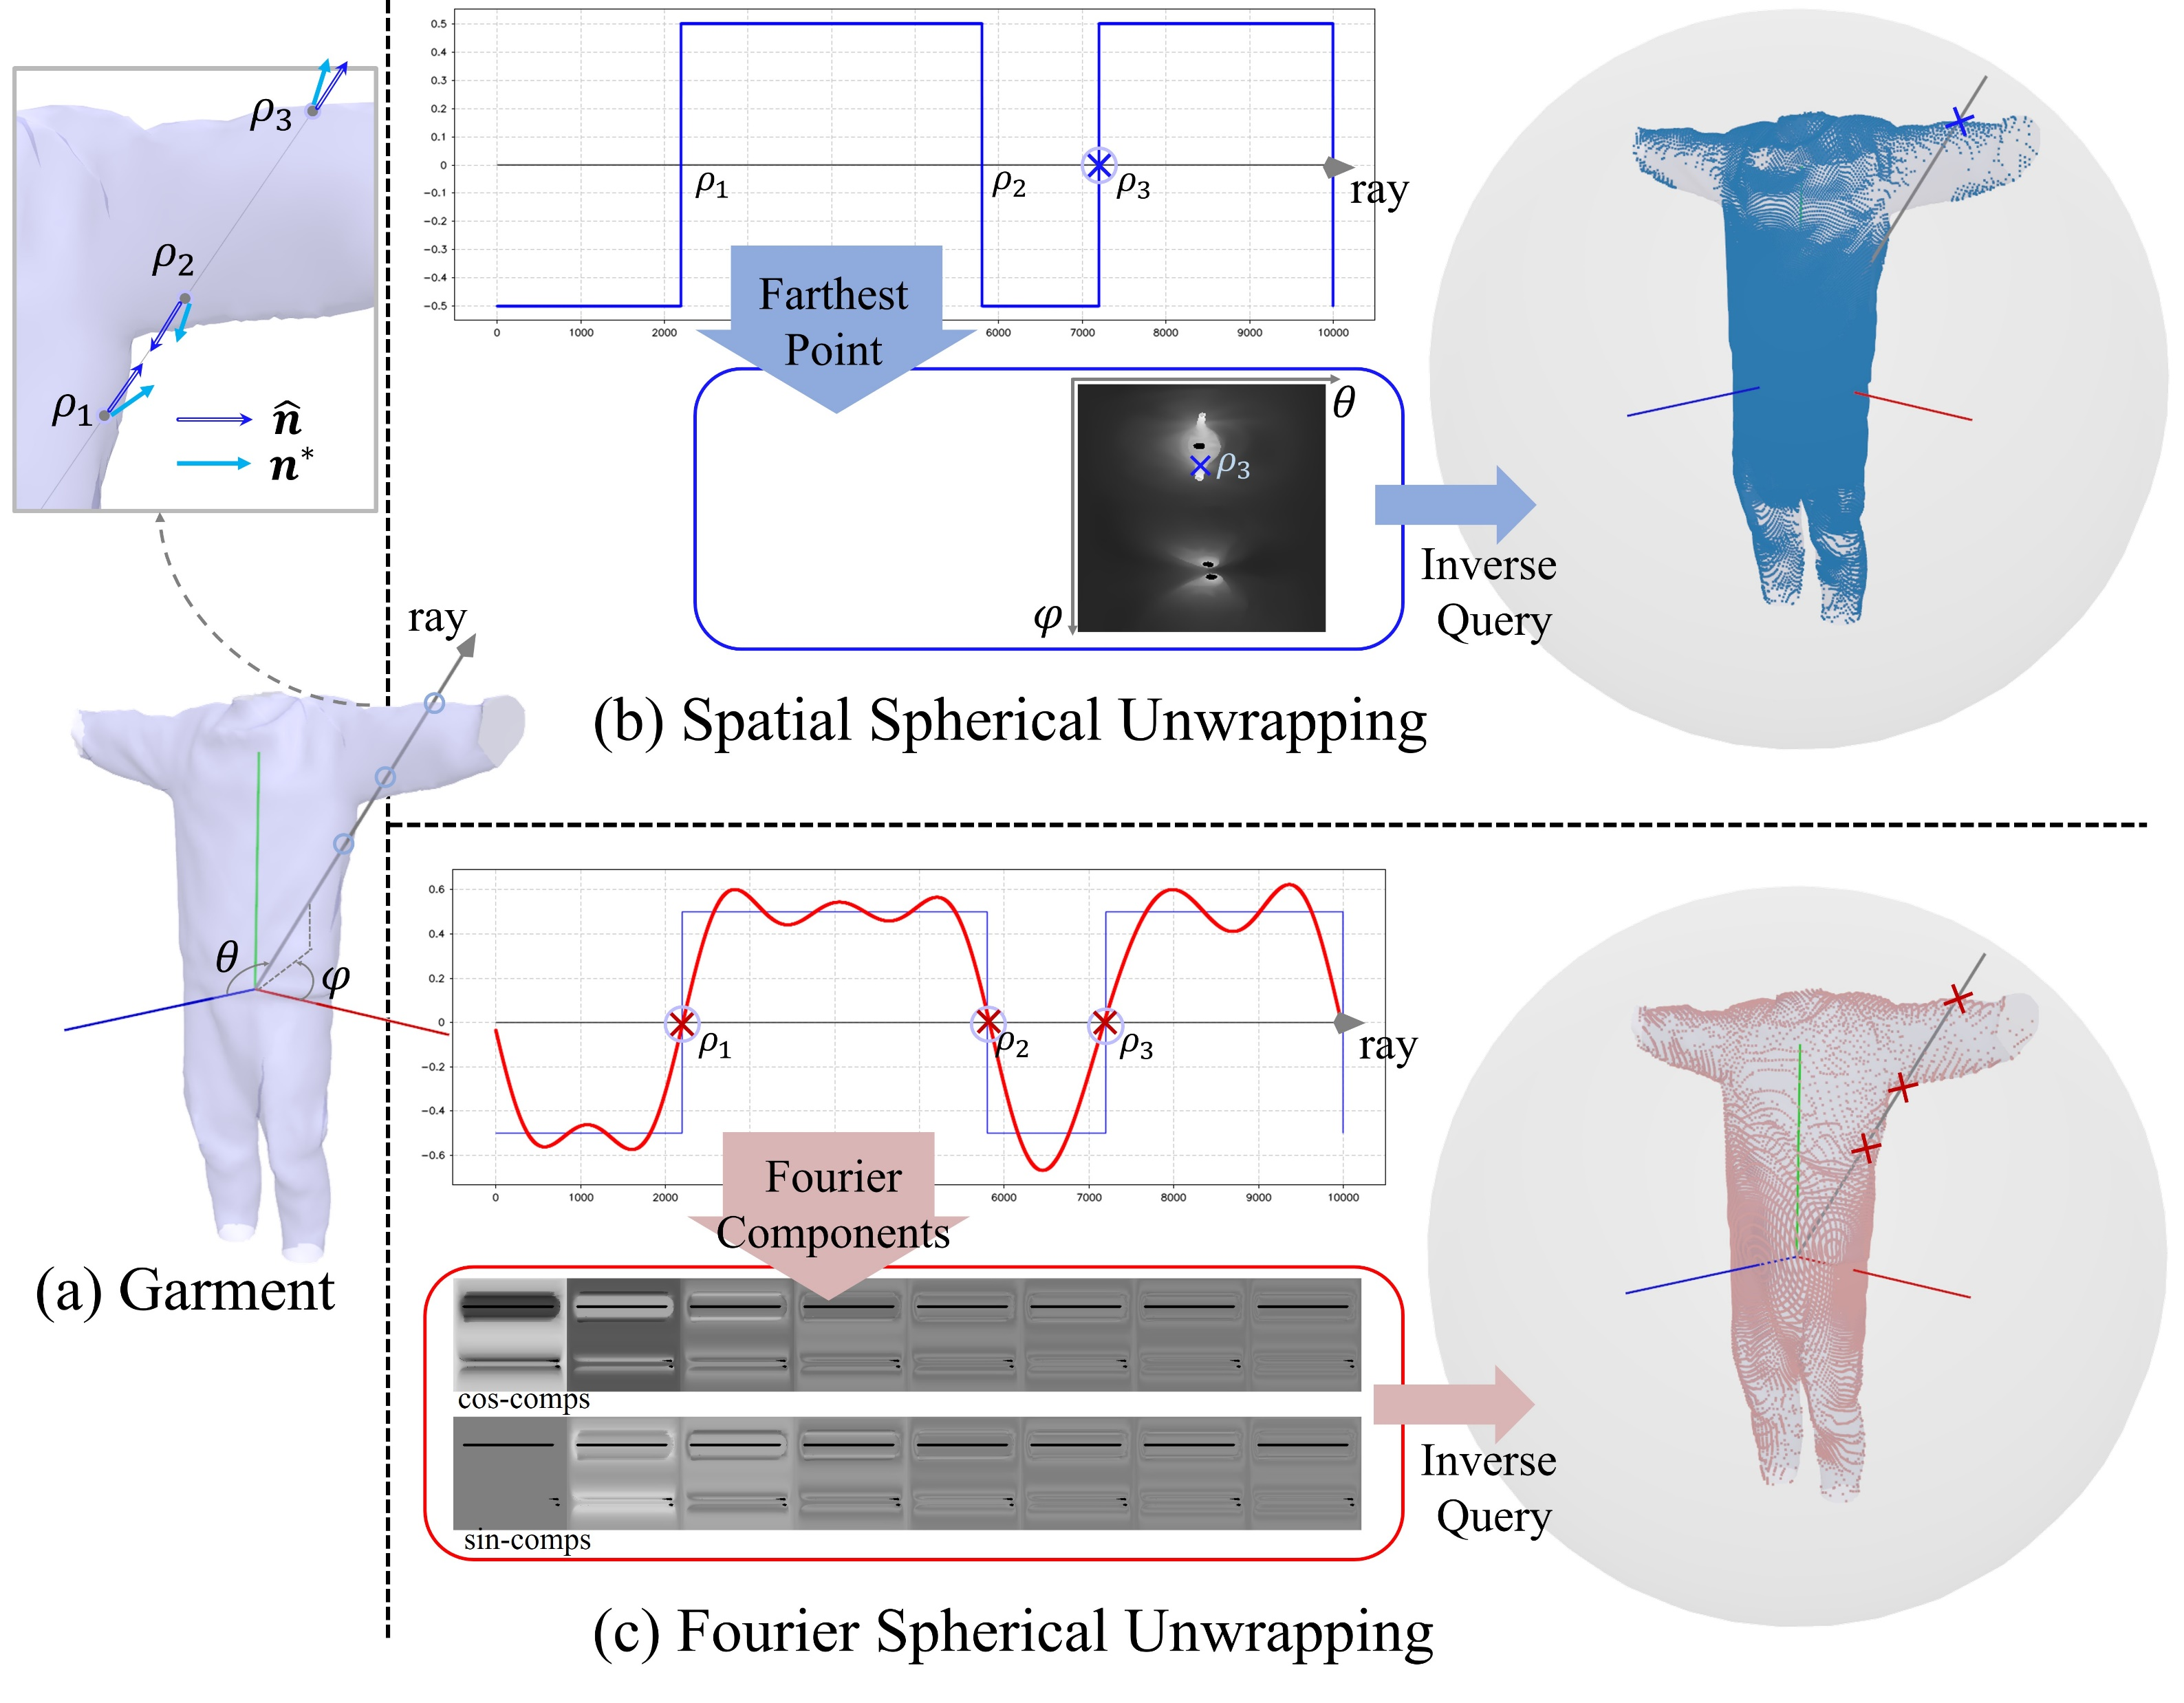 ρ₃
ρ₂
ρ₁
n̂
n*
ray
θ
φ
(a) Garment
0.5
0.4
0.3
0.2
0.1
0
−0.1
−0.2
−0.3
−0.4
−0.5
0 1000 2000 6000 7000 8000 9000 10000
ρ₁ ρ₂ ρ₃
ray
Farthest
Point
θ
ρ₃
φ
Inverse
Query
(b) Spatial Spherical Unwrapping
0.6
0.4
0.2
0
−0.2
−0.4
−0.6
0 1000 2000 6000 7000 8000 9000 10000
ρ₁ ρ₂ ρ₃
ray
Fourier
Components
cos-comps
sin-comps
Inverse
Query
(c) Fourier Spherical Unwrapping